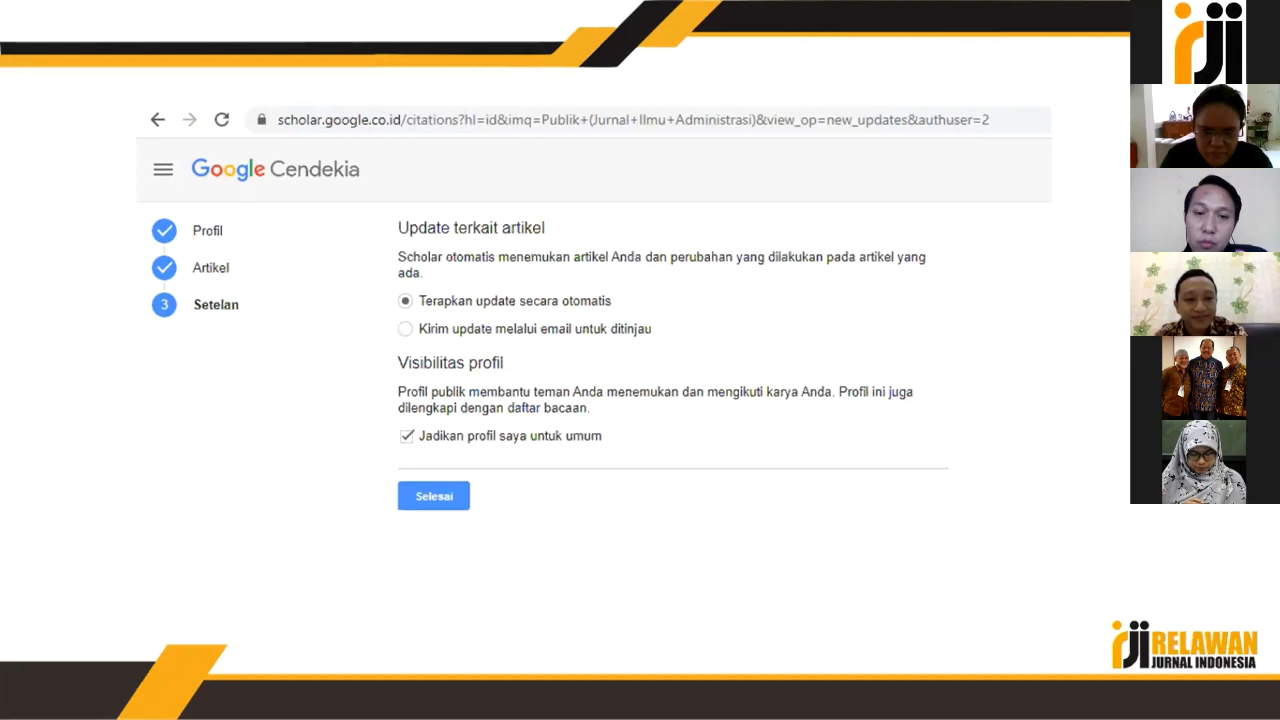 scholar.google.co.id/citations?hl=id&imq=Publik+(Jurnal+Ilmu+Administrasi)&view_op=new_updates&authuser=2
Google Cendekia
Profil
Artikel
3 Setelan
Update terkait artikel
Scholar otomatis menemukan artikel Anda dan perubahan yang dilakukan pada artikel yang
ada.
Terapkan update secara otomatis
Kirim update melalui email untuk ditinjau
Visibilitas profil
Profil publik membantu teman Anda menemukan dan mengikuti karya Anda. Profil ini juga
dilengkapi dengan daftar bacaan.
Jadikan profil saya untuk umum
Selesai
rji
rji RELAWAN
JURNAL INDONESIA